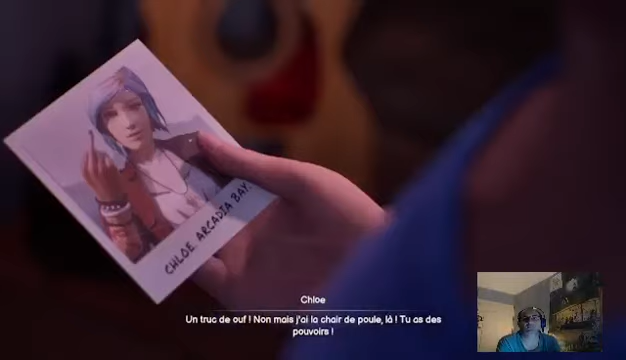 CHLOE ARCADIA BAY.
Chloe
Un truc de ouf ! Non mais j'ai la chair de poule, là ! Tu as des
pouvoirs !